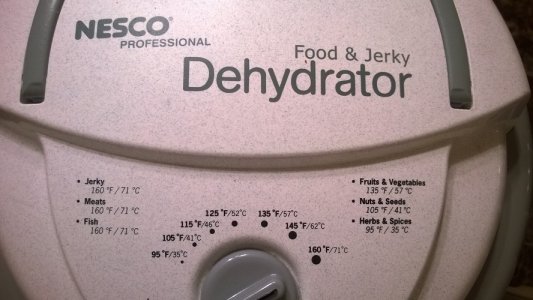 NESCO®
PROFESSIONAL
Food & Jerky
Dehydrator
• Jerky
160 °F / 71 °C
• Meats
160 °F / 71 °C
• Fish
160 °F / 71 °C
95 °F/35°C
105 °F/41°C
115 °F/46°C
125 °F/52°C
135 °F/57°C
145 °F/62°C
160 °F/71°C
• Fruits & Vegetables
135 °F / 57 °C
• Nuts & Seeds
105 °F / 41 °C
• Herbs & Spices
95 °F / 35 °C